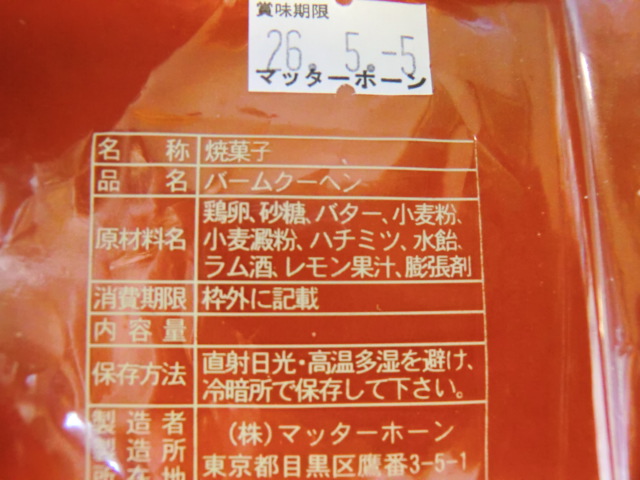 賞味期限
26. 5.-5
マッターホーン
名称 焼菓子
品名 バームクーヘン
原材料名 鶏卵、砂糖、バター、小麦粉、
小麦澱粉、ハチミツ、水飴、
ラム酒、レモン果汁、膨張剤
消費期限 枠外に記載
内容量
保存方法 直射日光・高温多湿を避け、
冷暗所で保存して下さい。
製造者 (株)マッターホーン
製造所
所在地 東京都目黒区鷹番3-5-1